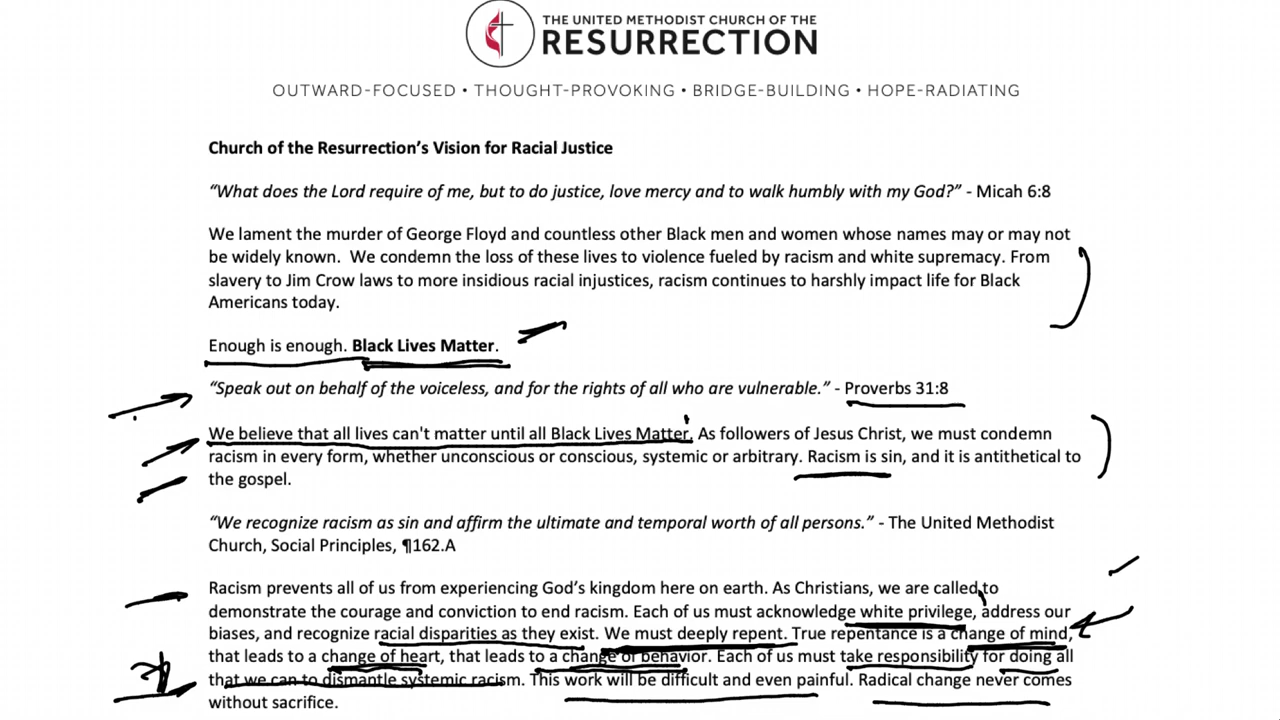 THE UNITED METHODIST CHURCH OF THE
RESURRECTION
OUTWARD-FOCUSED • THOUGHT-PROVOKING • BRIDGE-BUILDING • HOPE-RADIATING
Church of the Resurrection's Vision for Racial Justice
“What does the Lord require of me, but to do justice, love mercy and to walk humbly with my God?” - Micah 6:8
We lament the murder of George Floyd and countless other Black men and women whose names may or may not
be widely known.  We condemn the loss of these lives to violence fueled by racism and white supremacy. From
slavery to Jim Crow laws to more insidious racial injustices, racism continues to harshly impact life for Black
Americans today.
Enough is enough. Black Lives Matter.
“Speak out on behalf of the voiceless, and for the rights of all who are vulnerable.” - Proverbs 31:8
We believe that all lives can't matter until all Black Lives Matter. As followers of Jesus Christ, we must condemn
racism in every form, whether unconscious or conscious, systemic or arbitrary. Racism is sin, and it is antithetical to
the gospel.
“We recognize racism as sin and affirm the ultimate and temporal worth of all persons.” - The United Methodist
Church, Social Principles, ¶162.A
Racism prevents all of us from experiencing God's kingdom here on earth. As Christians, we are called to
demonstrate the courage and conviction to end racism. Each of us must acknowledge white privilege, address our
biases, and recognize racial disparities as they exist. We must deeply repent. True repentance is a change of mind,
that leads to a change of heart, that leads to a change of behavior. Each of us must take responsibility for doing all
that we can to dismantle systemic racism. This work will be difficult and even painful. Radical change never comes
without sacrifice.